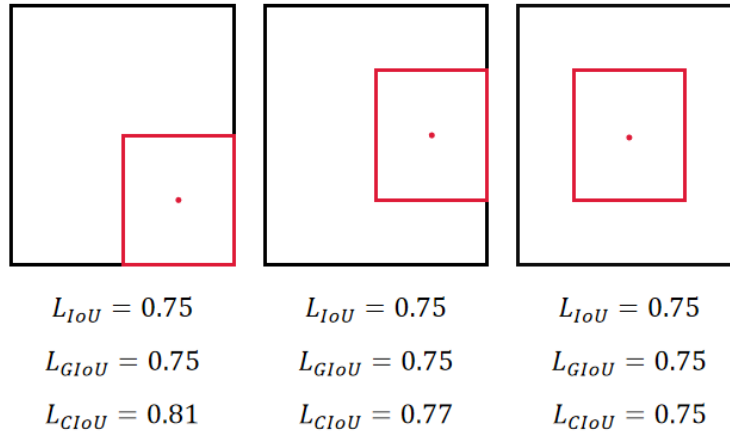 L_IoU = 0.75 L_IoU = 0.75 L_IoU = 0.75
L_GIoU = 0.75 L_GIoU = 0.75 L_GIoU = 0.75
L_CIoU = 0.81 L_CIoU = 0.77 L_CIoU = 0.75